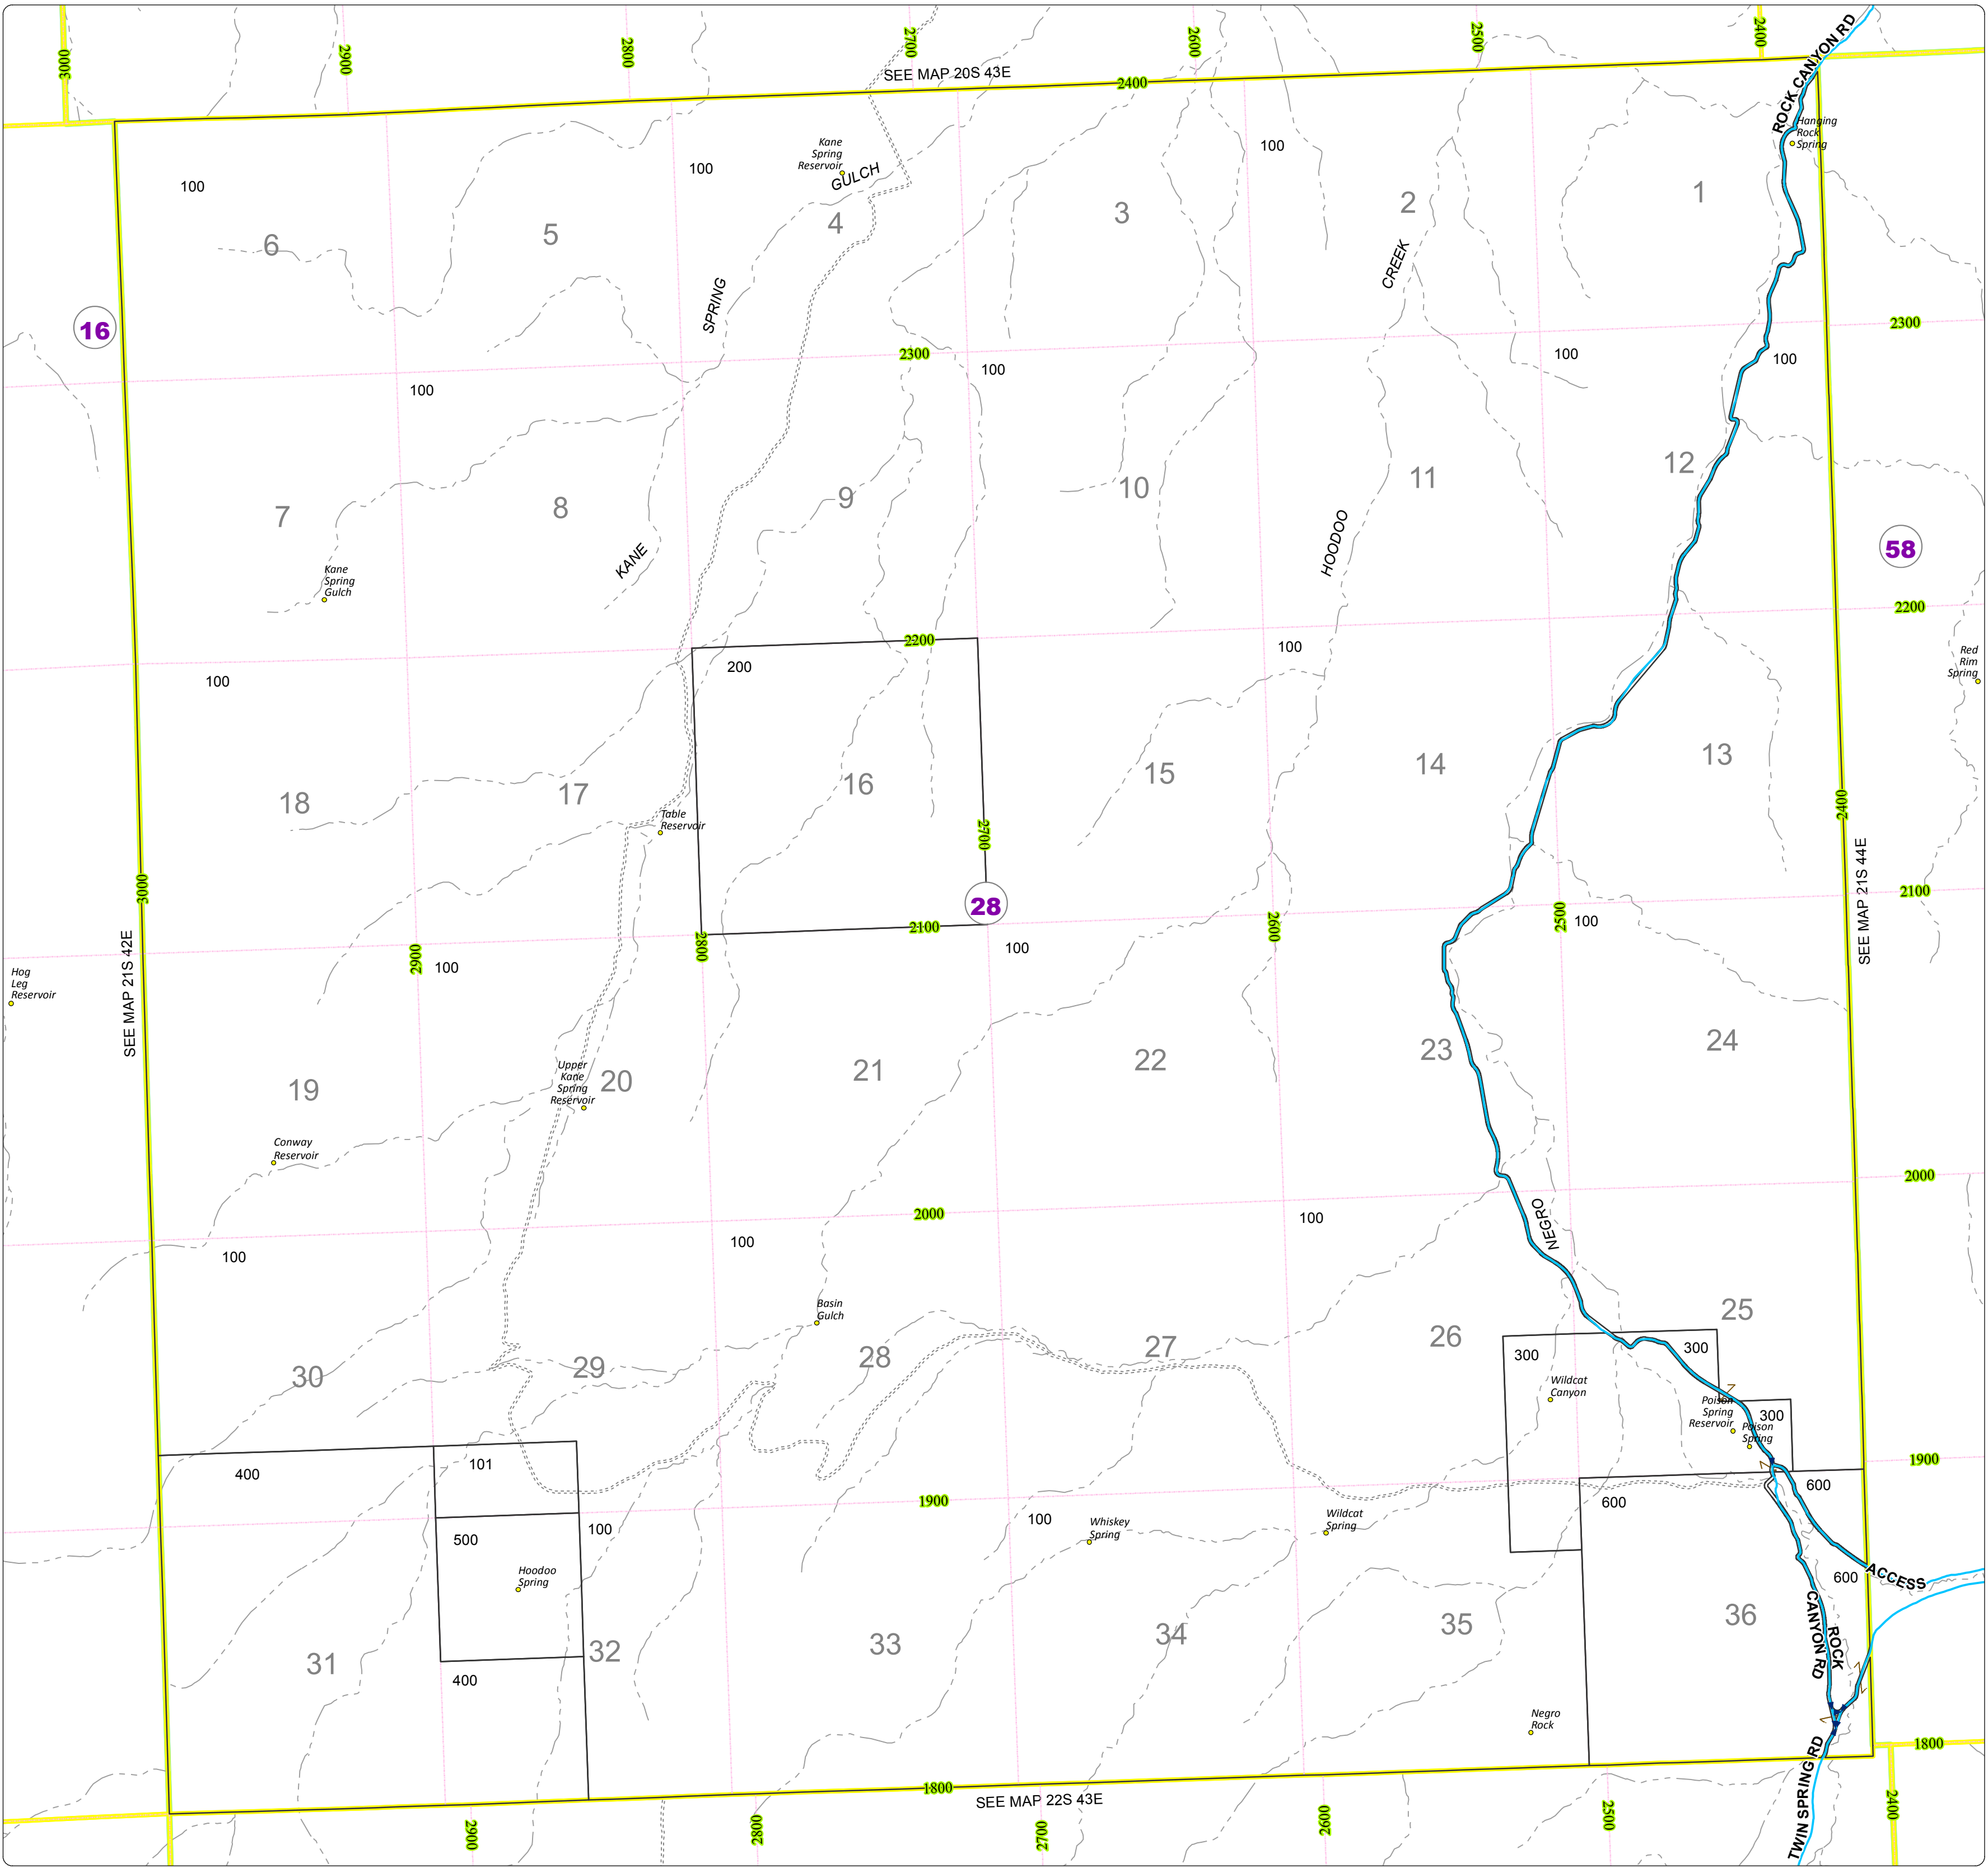 3000
2900
2800
2700
2600
2500
2400
ROCK CANYON RD
SEE MAP 20S 43E
2400
Hanging
Rock
Spring
Kane
Spring
Reservoir
GULCH
100
100
100
6
5
4
3
2
1
CREEK
SPRING
16
2300
2300
100
100
100
100
7
8
9
10
11
12
HOODOO
KANE
Kane
Spring
Gulch
58
2200
2200
200
100
100
Red
Rim
Spring
18
17
16
15
14
13
Table
Reservoir
2700
2400
SEE MAP 21S 44E
3000
28
2100
2100
2900
2800
2600
2500
100
100
100
SEE MAP 21S 42E
Hog
Leg
Reservoir
19
20
21
22
23
24
Upper
Kane
Spring
Reservoir
Conway
Reservoir
2000
2000
100
100
100
NEGRO
Basin
Gulch
30
29
28
27
26
25
300
300
300
Wildcat
Canyon
Poison
Spring
Reservoir
Poison
Spring
400
101
1900
1900
600
600
500
100
100
Whiskey
Spring
Wildcat
Spring
Hoodoo
Spring
ACCESS
600
31
32
33
34
35
36
ROCK
CANYON RD
400
Negro
Rock
1800
1800
SEE MAP 22S 43E
TWIN SPRING RD
2900
2800
2700
2600
2500
2400